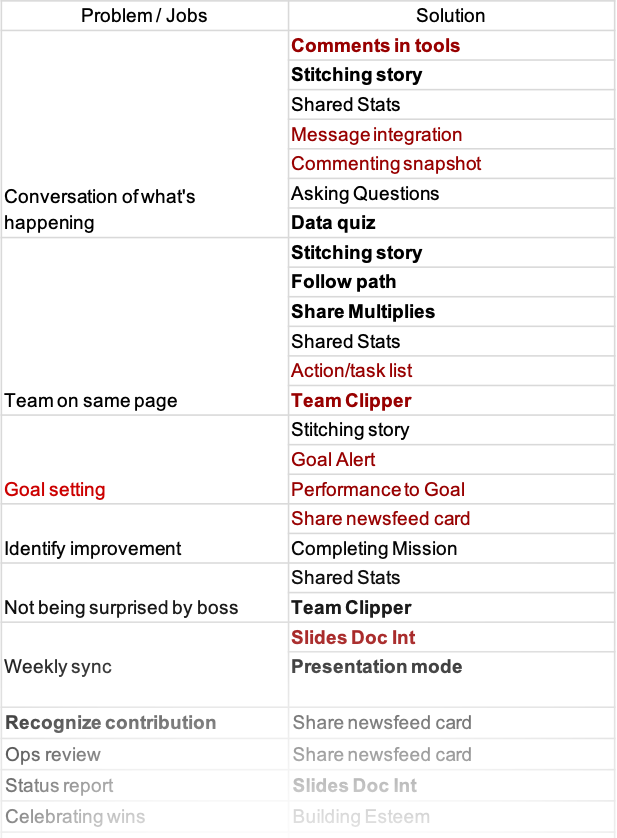 Problem / Jobs Solution
Comments in tools
Stitching story
Shared Stats
Message integration
Commenting snapshot
Conversation of what's Asking Questions
happening Data quiz
Stitching story
Follow path
Share Multiplies
Shared Stats
Action/task list
Team on same page Team Clipper
Stitching story
Goal Alert
Goal setting Performance to Goal
Share newsfeed card
Identify improvement Completing Mission
Shared Stats
Not being surprised by boss Team Clipper
Slides Doc Int
Weekly sync Presentation mode
Recognize contribution Share newsfeed card
Ops review Share newsfeed card
Status report Slides Doc Int
Celebrating wins Building Esteem